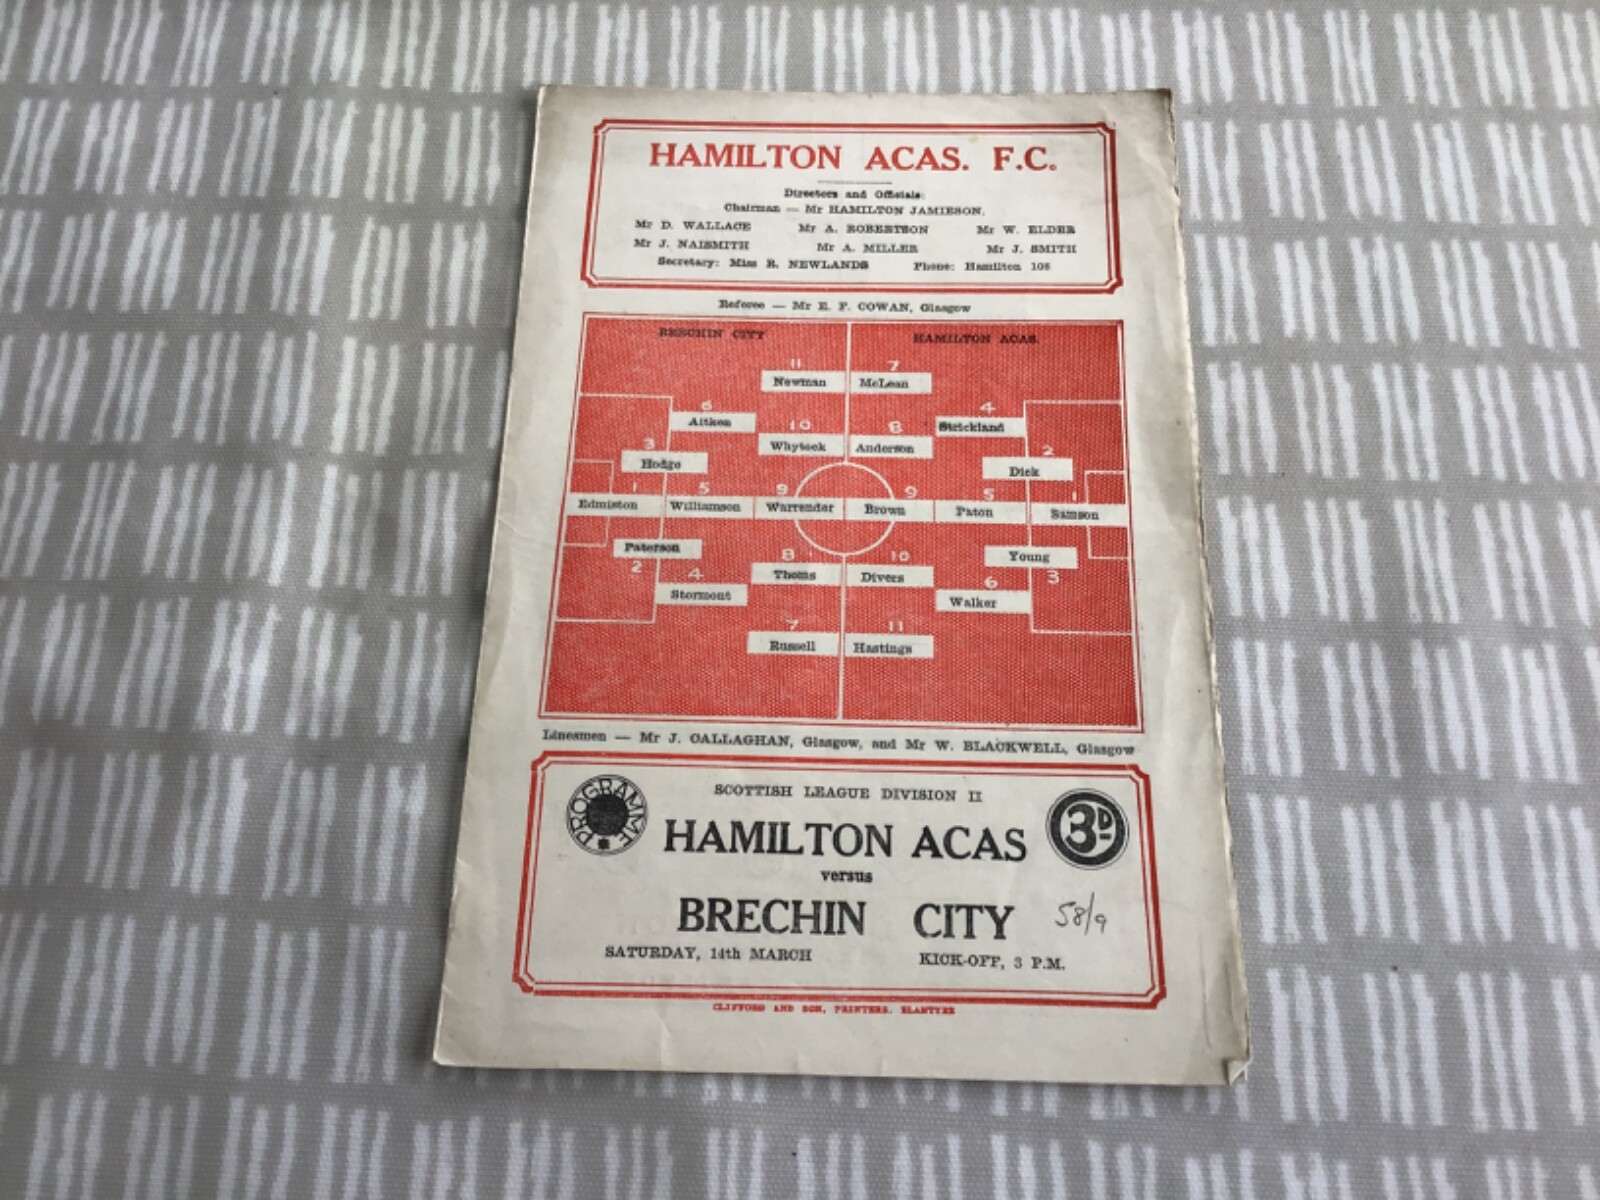 HAMILTON ACAS. F.C.
Directors and Officials:
Chairman — Mr HAMILTON JAMIESON.
Mr D. WALLACE Mr A. ROBERTSON Mr W. ELDER
Mr J. NAISMITH Mr A. MILLER Mr J. SMITH
Secretary: Miss R. NEWLANDS Phone: Hamilton 108
Referee — Mr E. F. COWAN, Glasgow
BRECHIN CITY HAMILTON ACAS.
11 7
Newman McLean
6 4
Aitken Strickland
10 8
Whytock Anderson
3 2
Hodge Dick
1 5 9 9 5 1
Edmiston Williamson Warrender Brown Paton Samson
Paterson Young
2 3
8 10
Thoms Divers
4 6
Stormont Walker
7 11
Russell Hastings
Linesmen — Mr J. CALLAGHAN, Glasgow, and Mr W. BLACKWELL, Glasgow
SCOTTISH LEAGUE DIVISION II
PROGRAMME
3D
HAMILTON ACAS
versus
BRECHIN CITY
58/9
SATURDAY, 14th MARCH KICK-OFF, 3 P.M.
CLIFFORD AND SON, PRINTERS, BLANTYRE